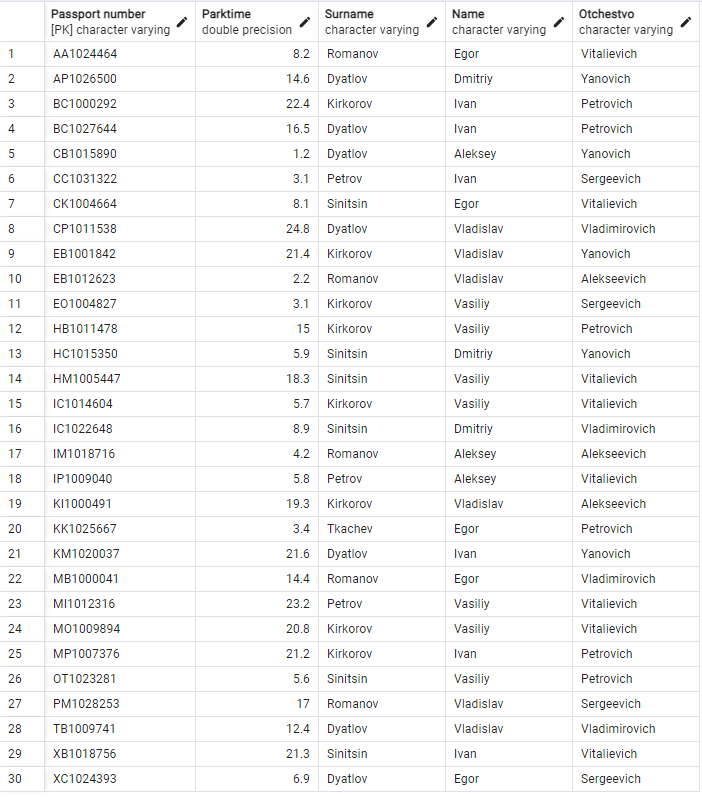 Passport number Parktime Surname Name Otchestvo
[PK] character varying double precision character varying character varying character varying
1 AA1024464 8.2 Romanov Egor Vitalievich
2 AP1026500 14.6 Dyatlov Dmitriy Yanovich
3 BC1000292 22.4 Kirkorov Ivan Petrovich
4 BC1027644 16.5 Dyatlov Ivan Petrovich
5 CB1015890 1.2 Dyatlov Aleksey Yanovich
6 CC1031322 3.1 Petrov Ivan Sergeevich
7 CK1004664 8.1 Sinitsin Egor Vitalievich
8 CP1011538 24.8 Dyatlov Vladislav Vladimirovich
9 EB1001842 21.4 Kirkorov Vladislav Yanovich
10 EB1012623 2.2 Romanov Vladislav Alekseevich
11 EO1004827 3.1 Kirkorov Vasiliy Sergeevich
12 HB1011478 15 Kirkorov Vasiliy Petrovich
13 HC1015350 5.9 Sinitsin Dmitriy Yanovich
14 HM1005447 18.3 Sinitsin Vasiliy Vitalievich
15 IC1014604 5.7 Kirkorov Vasiliy Vitalievich
16 IC1022648 8.9 Sinitsin Dmitriy Vladimirovich
17 IM1018716 4.2 Romanov Aleksey Alekseevich
18 IP1009040 5.8 Petrov Aleksey Vitalievich
19 KI1000491 19.3 Kirkorov Vladislav Alekseevich
20 KK1025667 3.4 Tkachev Egor Petrovich
21 KM1020037 21.6 Dyatlov Ivan Yanovich
22 MB1000041 14.4 Romanov Egor Vladimirovich
23 MI1012316 23.2 Petrov Vasiliy Vitalievich
24 MO1009894 20.8 Kirkorov Vasiliy Vitalievich
25 MP1007376 21.2 Kirkorov Ivan Petrovich
26 OT1023281 5.6 Sinitsin Vasiliy Petrovich
27 PM1028253 17 Romanov Vladislav Sergeevich
28 TB1009741 12.4 Dyatlov Vladislav Vladimirovich
29 XB1018756 21.3 Sinitsin Ivan Vitalievich
30 XC1024393 6.9 Dyatlov Egor Sergeevich